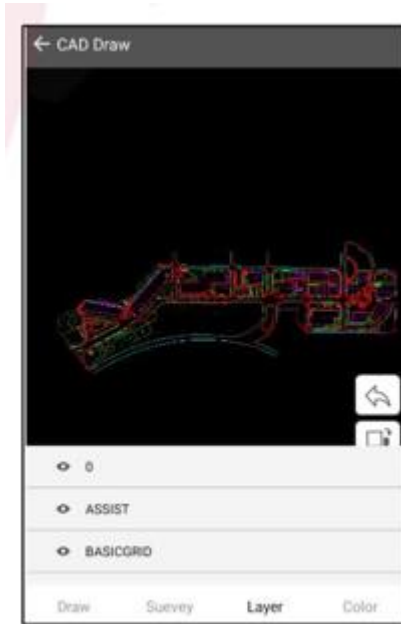 CAD Draw
0
ASSIST
BASICGRID
Draw Suevey Layer Color